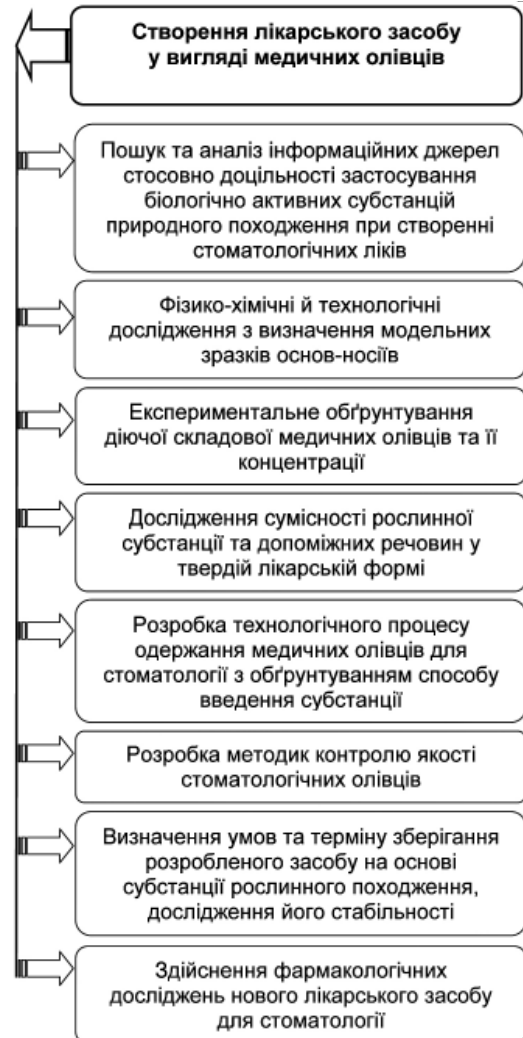 Створення лікарського засобу
у вигляді медичних олівців
Пошук та аналіз інформаційних джерел
стосовно доцільності застосування
біологічно активних субстанцій
природного походження при створенні
стоматологічних ліків
Фізико-хімічні й технологічні
дослідження з визначення модельних
зразків основ-носіїв
Експериментальне обґрунтування
діючої складової медичних олівців та її
концентрації
Дослідження сумісності рослинної
субстанції та допоміжних речовин у
твердій лікарській формі
Розробка технологічного процесу
одержання медичних олівців для
стоматології з обґрунтуванням способу
введення субстанції
Розробка методик контролю якості
стоматологічних олівців
Визначення умов та терміну зберігання
розробленого засобу на основі
субстанції рослинного походження,
дослідження його стабільності
Здійснення фармакологічних
досліджень нового лікарського засобу
для стоматології